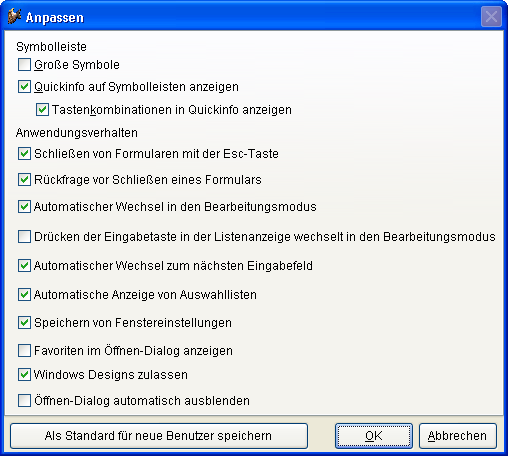 Anpassen
Symbolleiste
Große Symbole
Quickinfo auf Symbolleisten anzeigen
Tastenkombinationen in Quickinfo anzeigen
Anwendungsverhalten
Schließen von Formularen mit der Esc-Taste
Rückfrage vor Schließen eines Formulars
Automatischer Wechsel in den Bearbeitungsmodus
Drücken der Eingabetaste in der Listenanzeige wechselt in den Bearbeitungsmodus
Automatischer Wechsel zum nächsten Eingabefeld
Automatische Anzeige von Auswahllisten
Speichern von Fenstereinstellungen
Favoriten im Öffnen-Dialog anzeigen
Windows Designs zulassen
Öffnen-Dialog automatisch ausblenden
Als Standard für neue Benutzer speichern
OK
Abbrechen